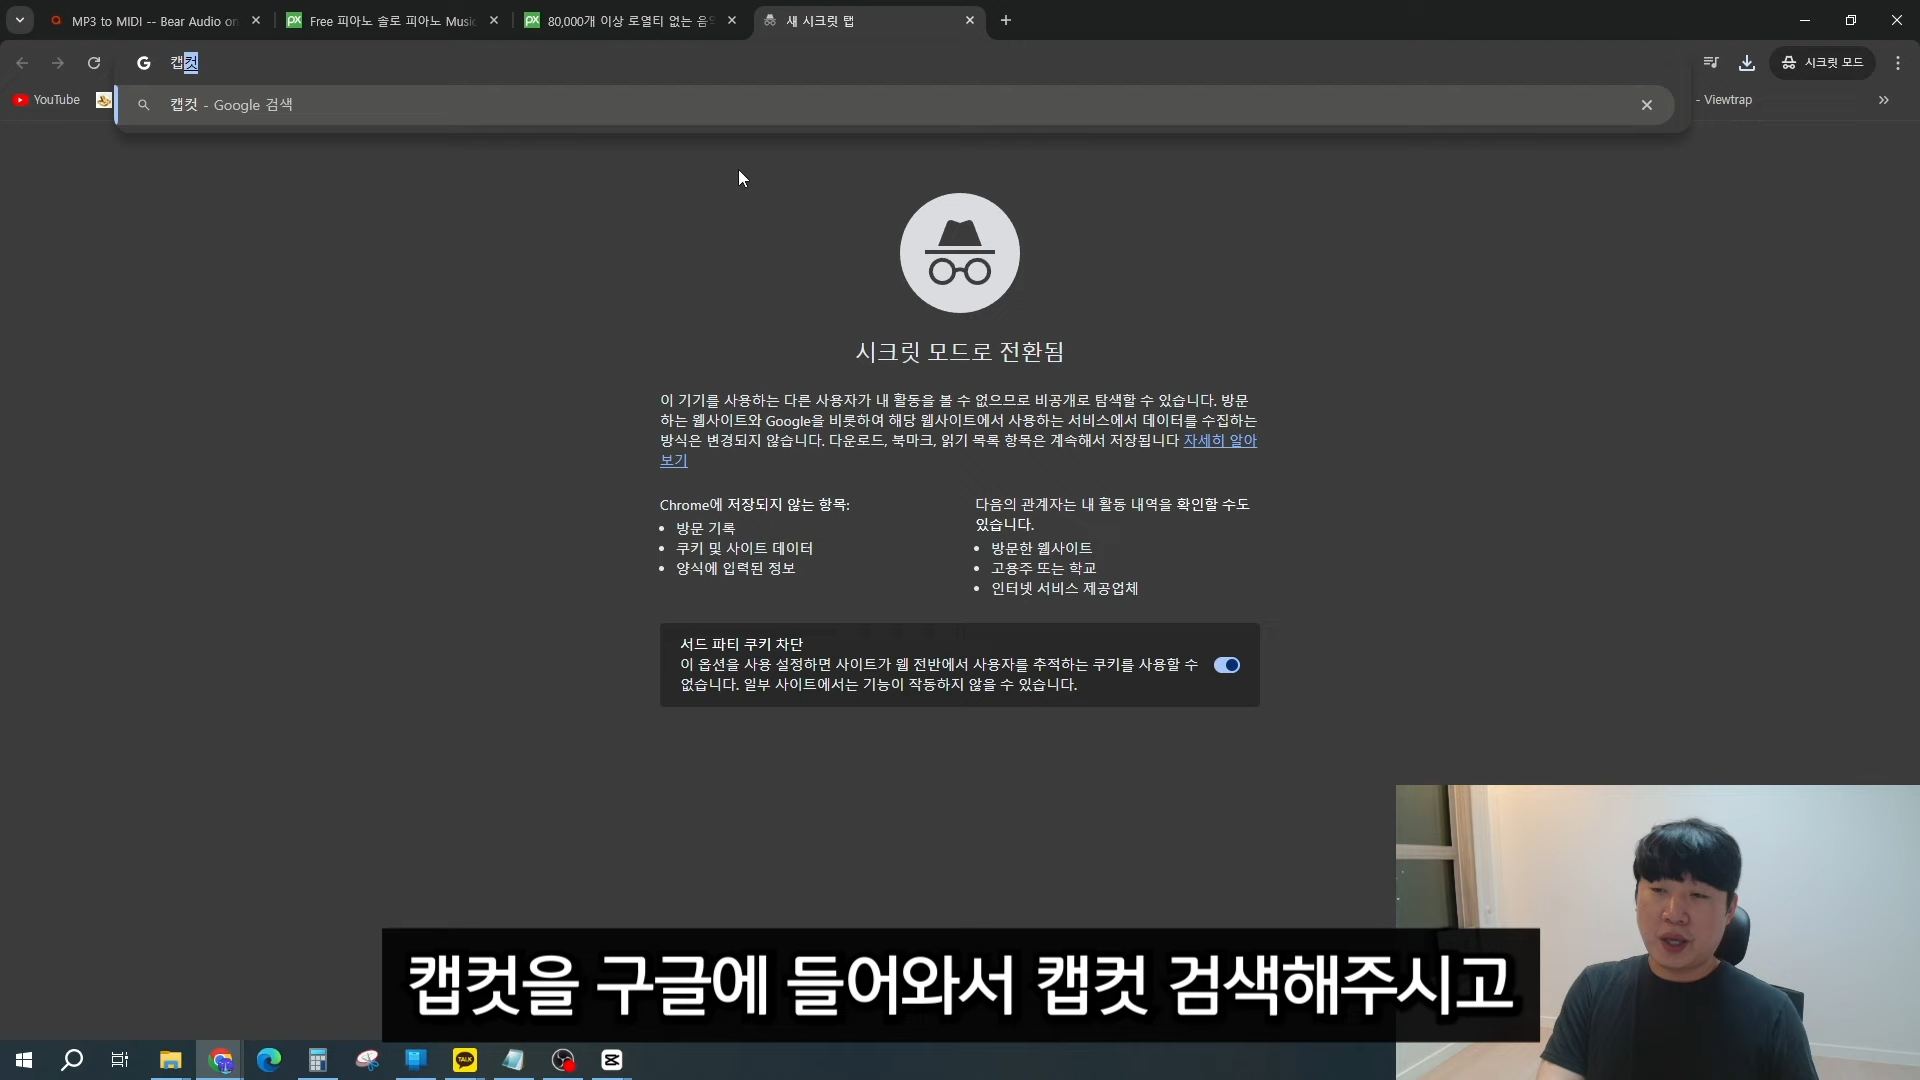 MP3 to MIDI -- Bear Audio on
Free 피아노 솔로 피아노 Music
80,000개 이상 로열티 없는 음악
새 시크릿 탭
캡컷
시크릿 모드
YouTube
캡컷 - Google 검색
- Viewtrap
시크릿 모드로 전환됨
이 기기를 사용하는 다른 사용자가 내 활동을 볼 수 없으므로 비공개로 탐색할 수 있습니다. 방문
하는 웹사이트와 Google을 비롯하여 해당 웹사이트에서 사용하는 서비스에서 데이터를 수집하는
방식은 변경되지 않습니다. 다운로드, 북마크, 읽기 목록 항목은 계속해서 저장됩니다 자세히 알아
보기
Chrome에 저장되지 않는 항목:
• 방문 기록
• 쿠키 및 사이트 데이터
• 양식에 입력된 정보
다음의 관계자는 내 활동 내역을 확인할 수도
있습니다.
• 방문한 웹사이트
• 고용주 또는 학교
• 인터넷 서비스 제공업체
서드 파티 쿠키 차단
이 옵션을 사용 설정하면 사이트가 웹 전반에서 사용자를 추적하는 쿠키를 사용할 수
없습니다. 일부 사이트에서는 기능이 작동하지 않을 수 있습니다.
캡컷을 구글에 들어와서 캡컷 검색해주시고
TALK